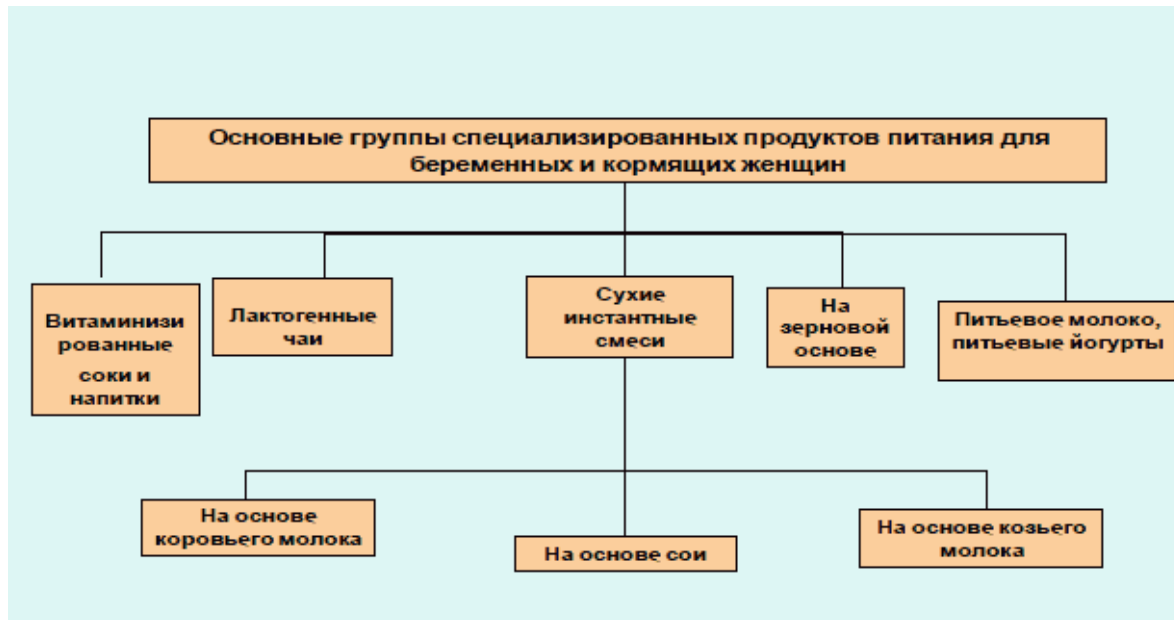 Основные группы специализированных продуктов питания для
беременных и кормящих женщин
Витаминизи
рованные
соки и
напитки
Лактогенные
чаи
Сухие
инстантные
смеси
На
зерновой
основе
Питьевое молоко,
питьевые йогурты
На основе
коровьего молока
На основе сои
На основе козьего
молока